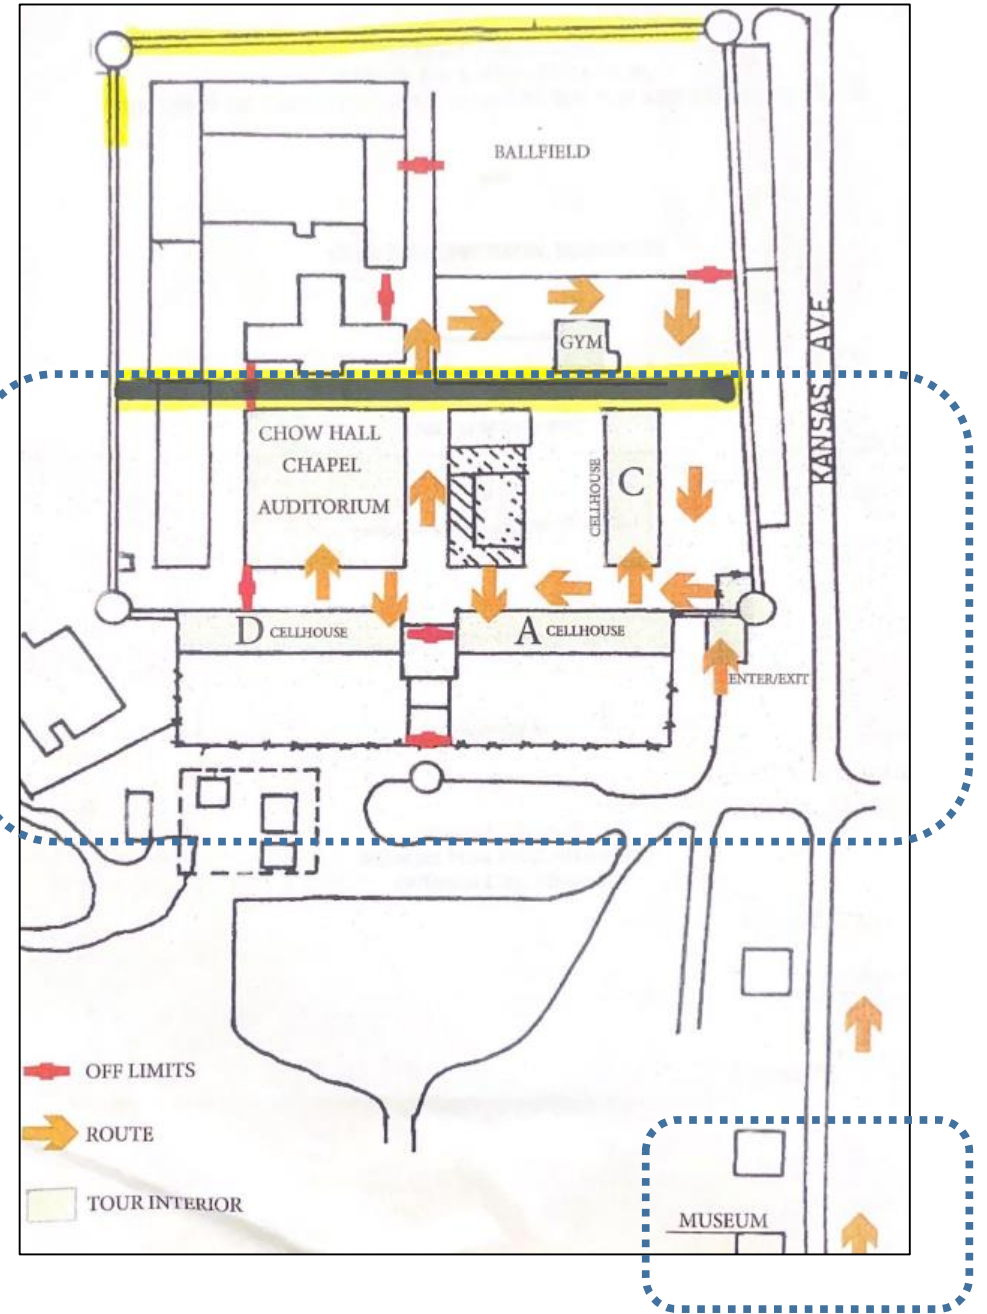 BALLFIELD
KANSAS AVE.
GYM
CHOW HALL
CHAPEL
AUDITORIUM
CELLHOUSE
C
D CELLHOUSE
A CELLHOUSE
ENTER/EXIT
OFF LIMITS
ROUTE
TOUR INTERIOR
MUSEUM